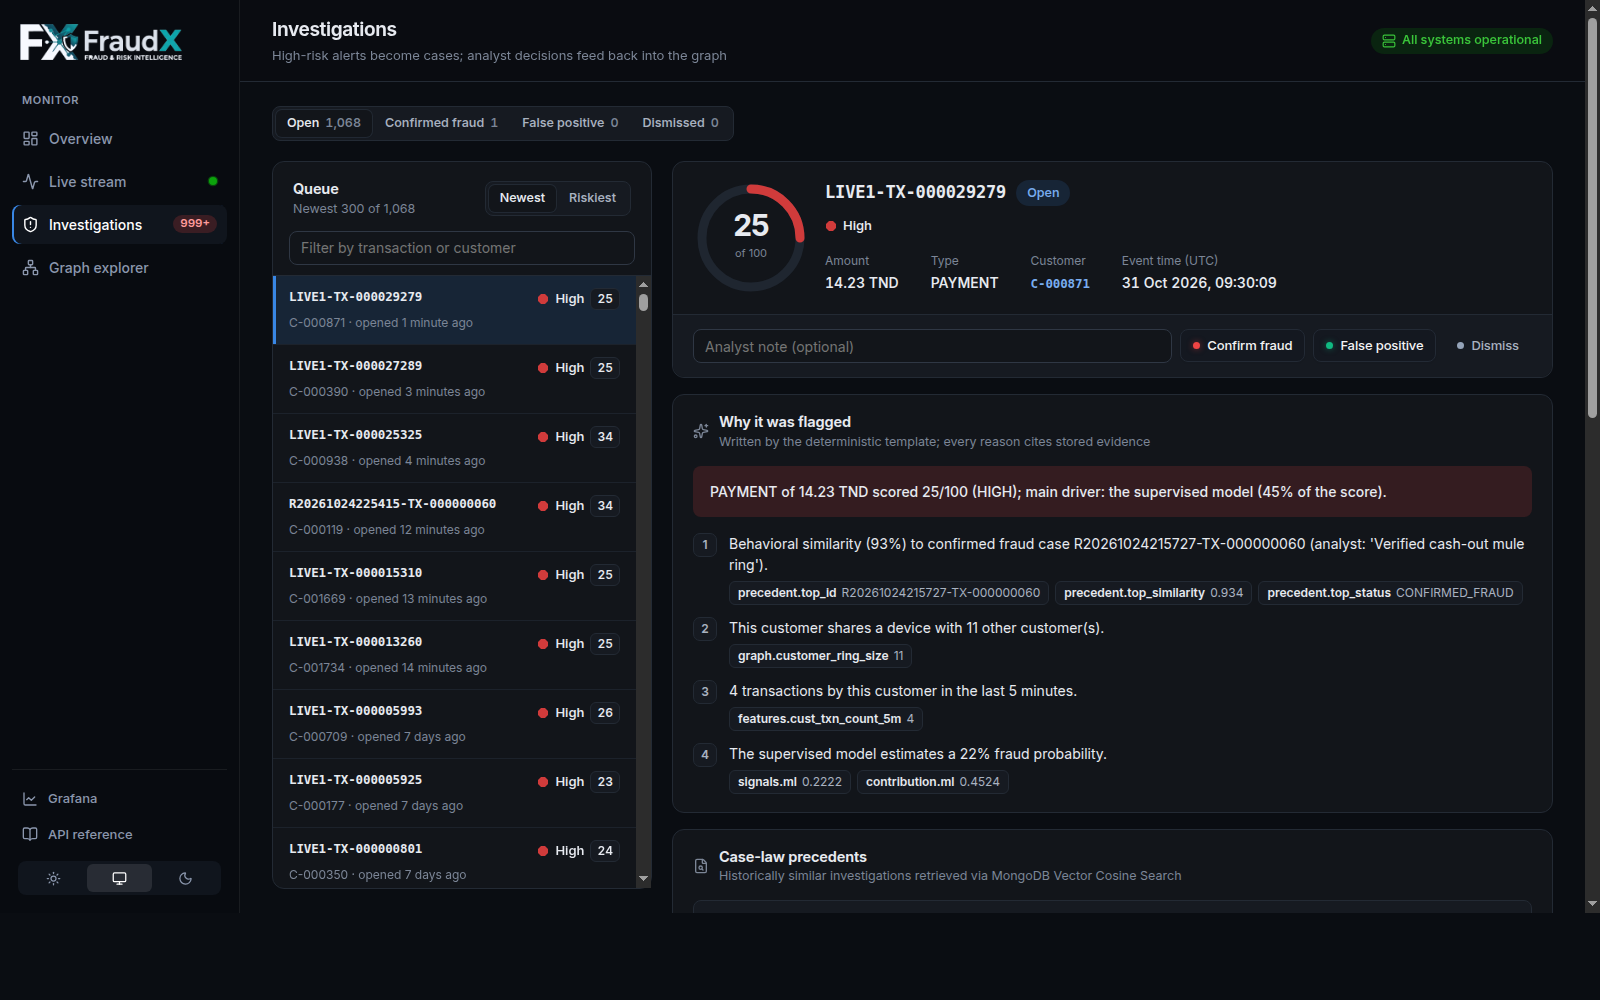 FX FraudX
FRAUD & RISK INTELLIGENCE
MONITOR
Overview
Live stream
Investigations 999+
Graph explorer
Grafana
API reference
Investigations
High-risk alerts become cases; analyst decisions feed back into the graph
All systems operational
Open 1,068 Confirmed fraud 1 False positive 0 Dismissed 0
Queue
Newest 300 of 1,068
Newest Riskiest
Filter by transaction or customer
LIVE1-TX-000029279 High 25
C-000871 · opened 1 minute ago
LIVE1-TX-000027289 High 25
C-000390 · opened 3 minutes ago
LIVE1-TX-000025325 High 34
C-000938 · opened 4 minutes ago
R20261024225415-TX-000000060 High 34
C-000119 · opened 12 minutes ago
LIVE1-TX-000015310 High 25
C-001669 · opened 13 minutes ago
LIVE1-TX-000013260 High 25
C-001734 · opened 14 minutes ago
LIVE1-TX-000005993 High 26
C-000709 · opened 7 days ago
LIVE1-TX-000005925 High 23
C-000177 · opened 7 days ago
LIVE1-TX-000000801 High 24
C-000350 · opened 7 days ago
25
of 100
LIVE1-TX-000029279 Open
High
Amount Type Customer Event time (UTC)
14.23 TND PAYMENT C-000871 31 Oct 2026, 09:30:09
Analyst note (optional) Confirm fraud False positive Dismiss
Why it was flagged
Written by the deterministic template; every reason cites stored evidence
PAYMENT of 14.23 TND scored 25/100 (HIGH); main driver: the supervised model (45% of the score).
1 Behavioral similarity (93%) to confirmed fraud case R20261024215727-TX-000000060 (analyst: 'Verified cash-out mule
ring').
precedent.top_id R20261024215727-TX-000000060 precedent.top_similarity 0.934 precedent.top_status CONFIRMED_FRAUD
2 This customer shares a device with 11 other customer(s).
graph.customer_ring_size 11
3 4 transactions by this customer in the last 5 minutes.
features.cust_txn_count_5m 4
4 The supervised model estimates a 22% fraud probability.
signals.ml 0.2222 contribution.ml 0.4524
Case-law precedents
Historically similar investigations retrieved via MongoDB Vector Cosine Search